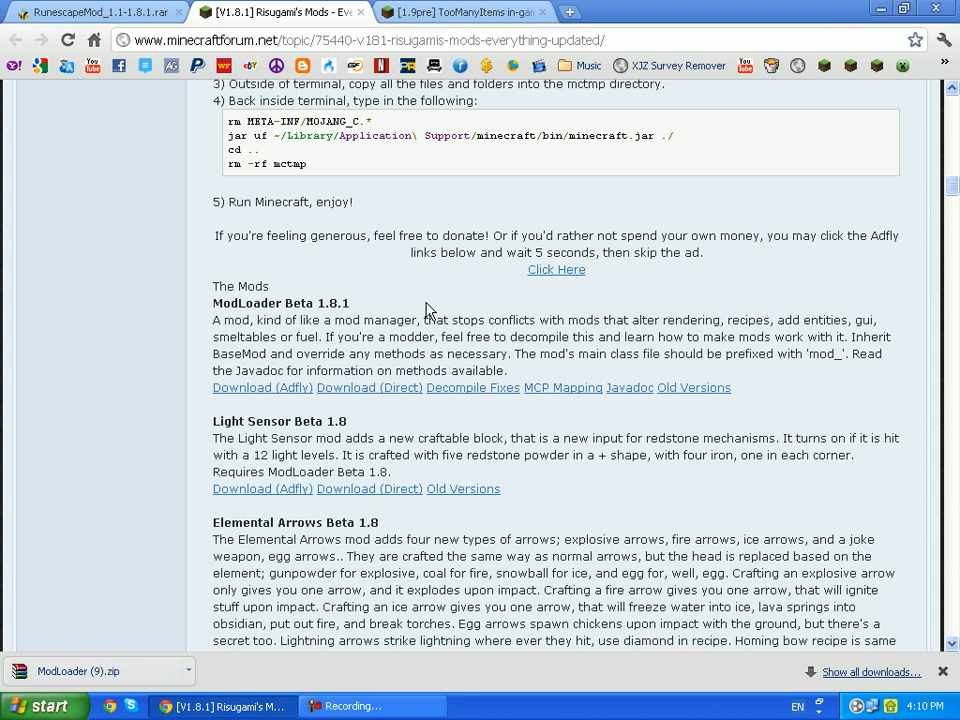 RunescapeMod_1.1-1.8.1.rar
[V1.8.1] Risugami's Mods - Eve
[1.9pre] TooManyItems in-gam
www.minecraftforum.net/topic/75440-v181-risugamis-mods-everything-updated/
Music
XJZ Survey Remover
3) Outside of terminal, copy all the files and folders into the mctmp directory.
4) Back inside terminal, type in the following:
rm META-INF/MOJANG_C.*
jar uf ~/Library/Application\ Support/minecraft/bin/minecraft.jar ./
cd ..
rm -rf mctmp
5) Run Minecraft, enjoy!
If you're feeling generous, feel free to donate! Or if you'd rather not spend your own money, you may click the Adfly
links below and wait 5 seconds, then skip the ad.
Click Here
The Mods
ModLoader Beta 1.8.1
A mod, kind of like a mod manager, that stops conflicts with mods that alter rendering, recipes, add entities, gui,
smeltables or fuel. If you're a modder, feel free to decompile this and learn how to make mods work with it. Inherit
BaseMod and override any methods as necessary. The mod's main class file should be prefixed with 'mod_'. Read
the Javadoc for information on methods available.
Download (Adfly) Download (Direct) Decompile Fixes MCP Mapping Javadoc Old Versions
Light Sensor Beta 1.8
The Light Sensor mod adds a new craftable block, that is a new input for redstone mechanisms. It turns on if it is hit
with a 12 light levels. It is crafted with five redstone powder in a + shape, with four iron, one in each corner.
Requires ModLoader Beta 1.8.
Download (Adfly) Download (Direct) Old Versions
Elemental Arrows Beta 1.8
The Elemental Arrows mod adds four new types of arrows; explosive arrows, fire arrows, ice arrows, and a joke
weapon, egg arrows.. They are crafted the same way as normal arrows, but the head is replaced based on the
element; gunpowder for explosive, coal for fire, snowball for ice, and egg for, well, egg. Crafting an explosive arrow
only gives you one arrow, and it explodes upon impact. Crafting a fire arrow gives you one arrow, that will ignite
stuff upon impact. Crafting an ice arrow gives you one arrow, that will freeze water into ice, lava springs into
obsidian, put out fire, and break torches. Egg arrows spawn chickens upon impact with the ground, but there's a
secret too. Lightning arrows strike lightning where ever they hit, use diamond in recipe. Homing bow recipe is same
ModLoader (9).zip
Show all downloads...
start
[V1.8.1] Risugami's M...
Recording...
EN
4:10 PM